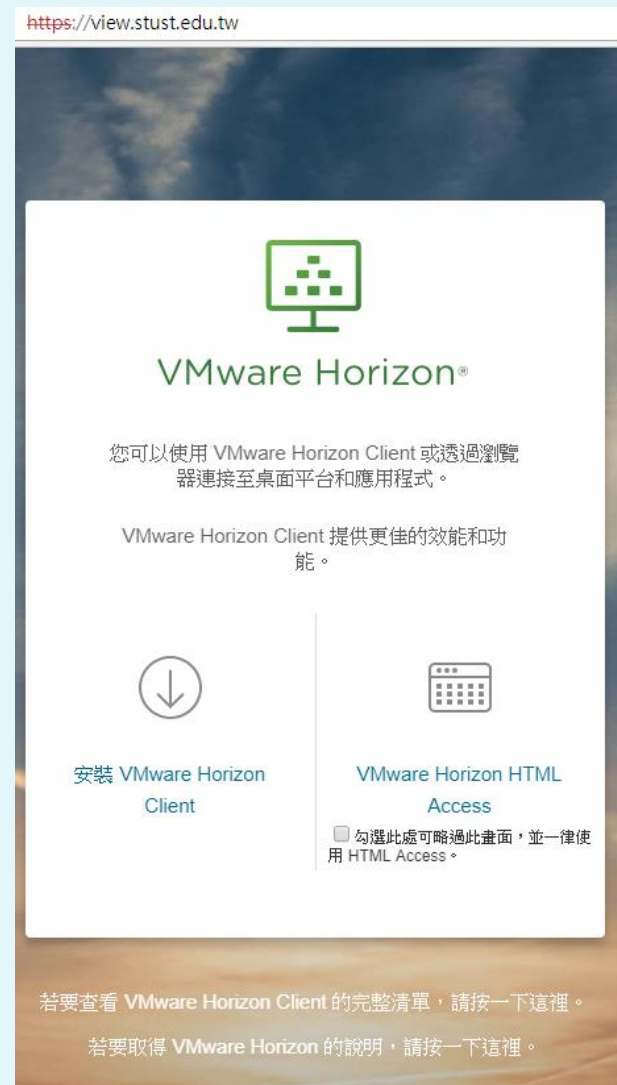 https://view.stust.edu.tw
VMware Horizon®
您可以使用 VMware Horizon Client 或透過瀏覽
器連接至桌面平台和應用程式。
VMware Horizon Client 提供更佳的效能和功
能。
安裝 VMware Horizon
Client
VMware Horizon HTML
Access
勾選此處可略過此畫面，並一律使
用 HTML Access。
若要查看 VMware Horizon Client 的完整清單，請按一下這裡。
若要取得 VMware Horizon 的說明，請按一下這裡。